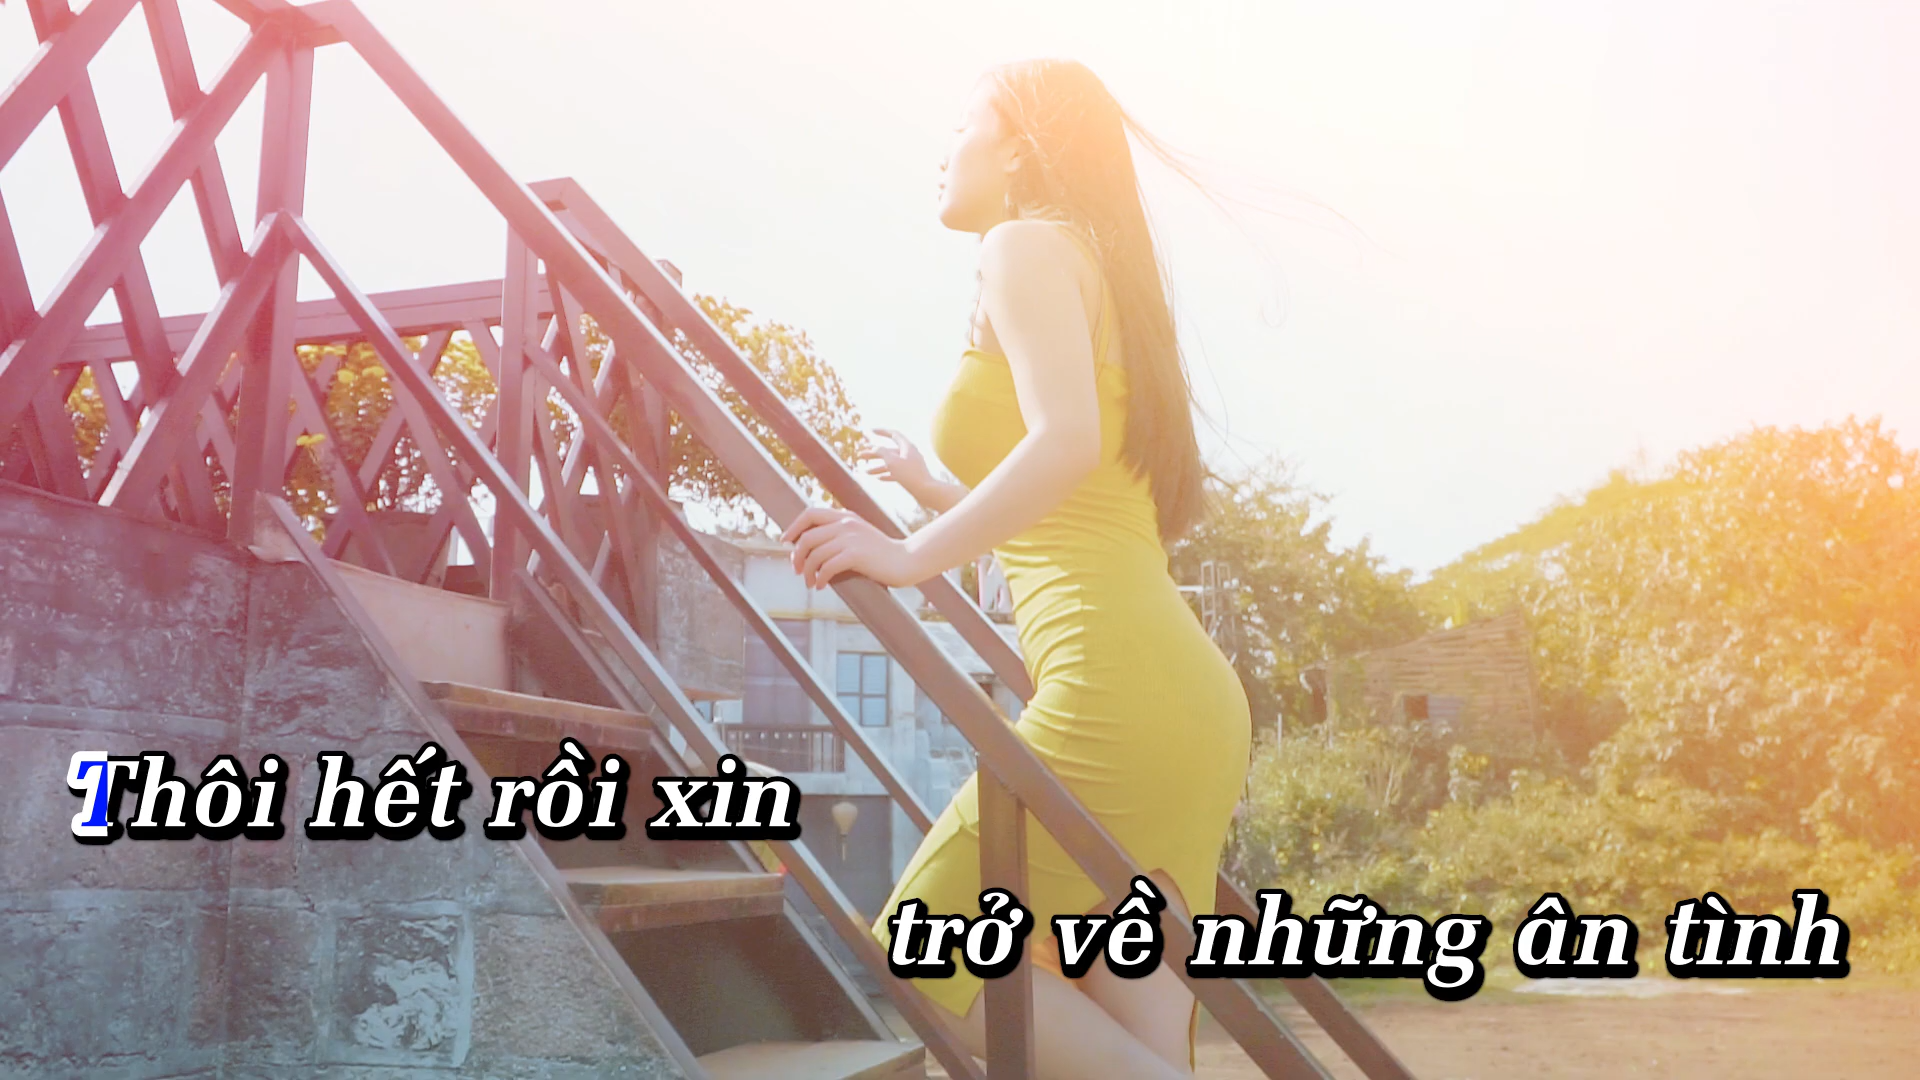 Thôi hết rồi xin
trở về những ân tình